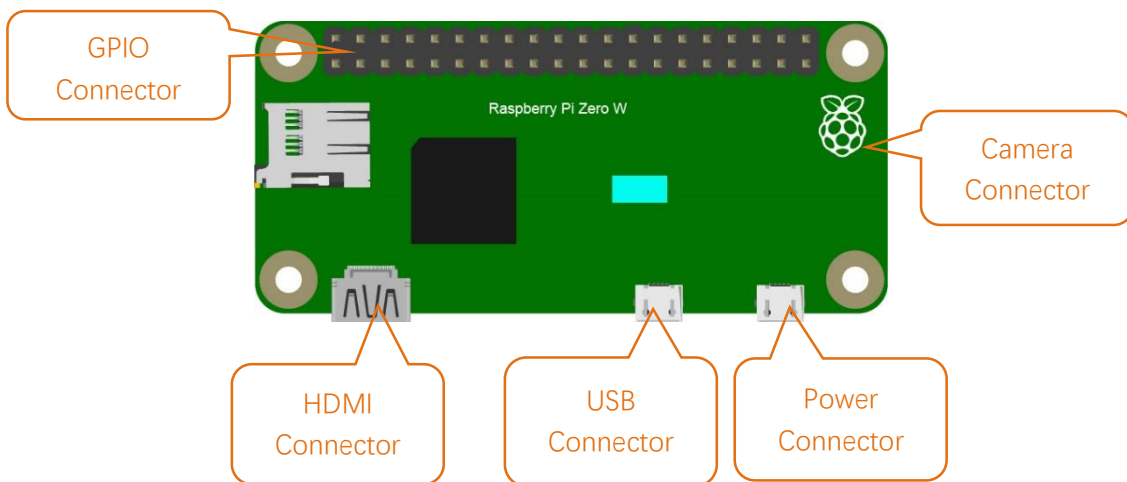 GPIO
Connector
Raspberry Pi Zero W
Camera
Connector
HDMI
Connector
USB
Connector
Power
Connector